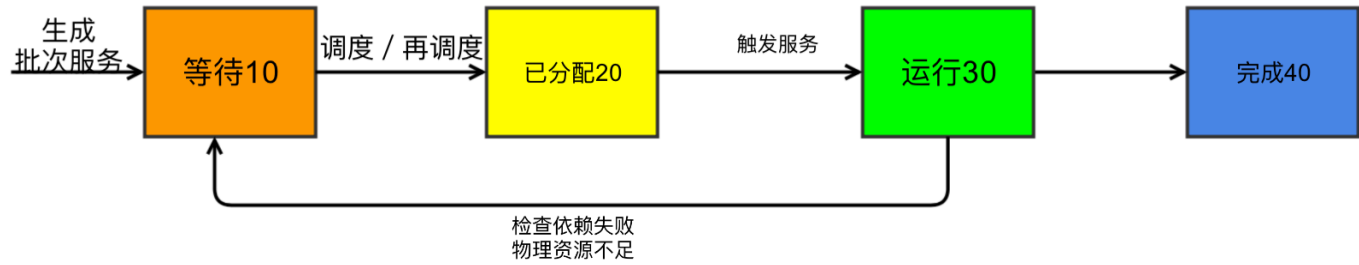 生成
批次服务
等待10
调度 / 再调度
已分配20
触发服务
运行30
完成40
检查依赖失败
物理资源不足